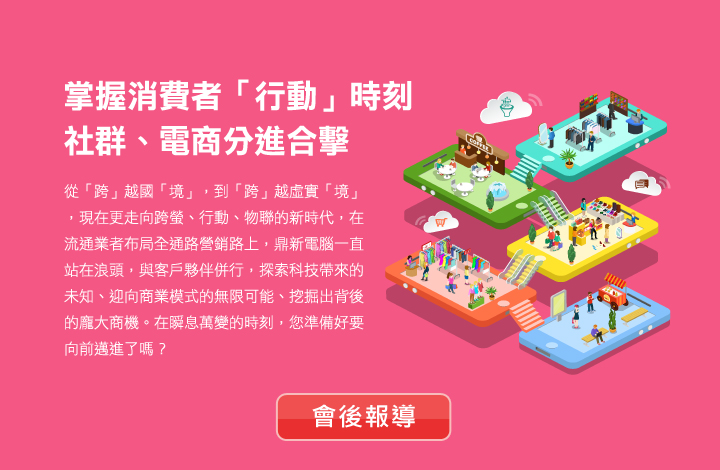 掌握消費者「行動」時刻
社群、電商分進合擊
從「跨」越國「境」，到「跨」越虛實「境」
，現在更走向跨螢、行動、物聯的新時代，在
流通業者布局全通路營銷路上，鼎新電腦一直
站在浪頭，與客戶夥伴併行，探索科技帶來的
未知、迎向商業模式的無限可能、挖掘出背後
的龐大商機。在瞬息萬變的時刻，您準備好要
向前邁進了嗎？
COFFEE
會後報導